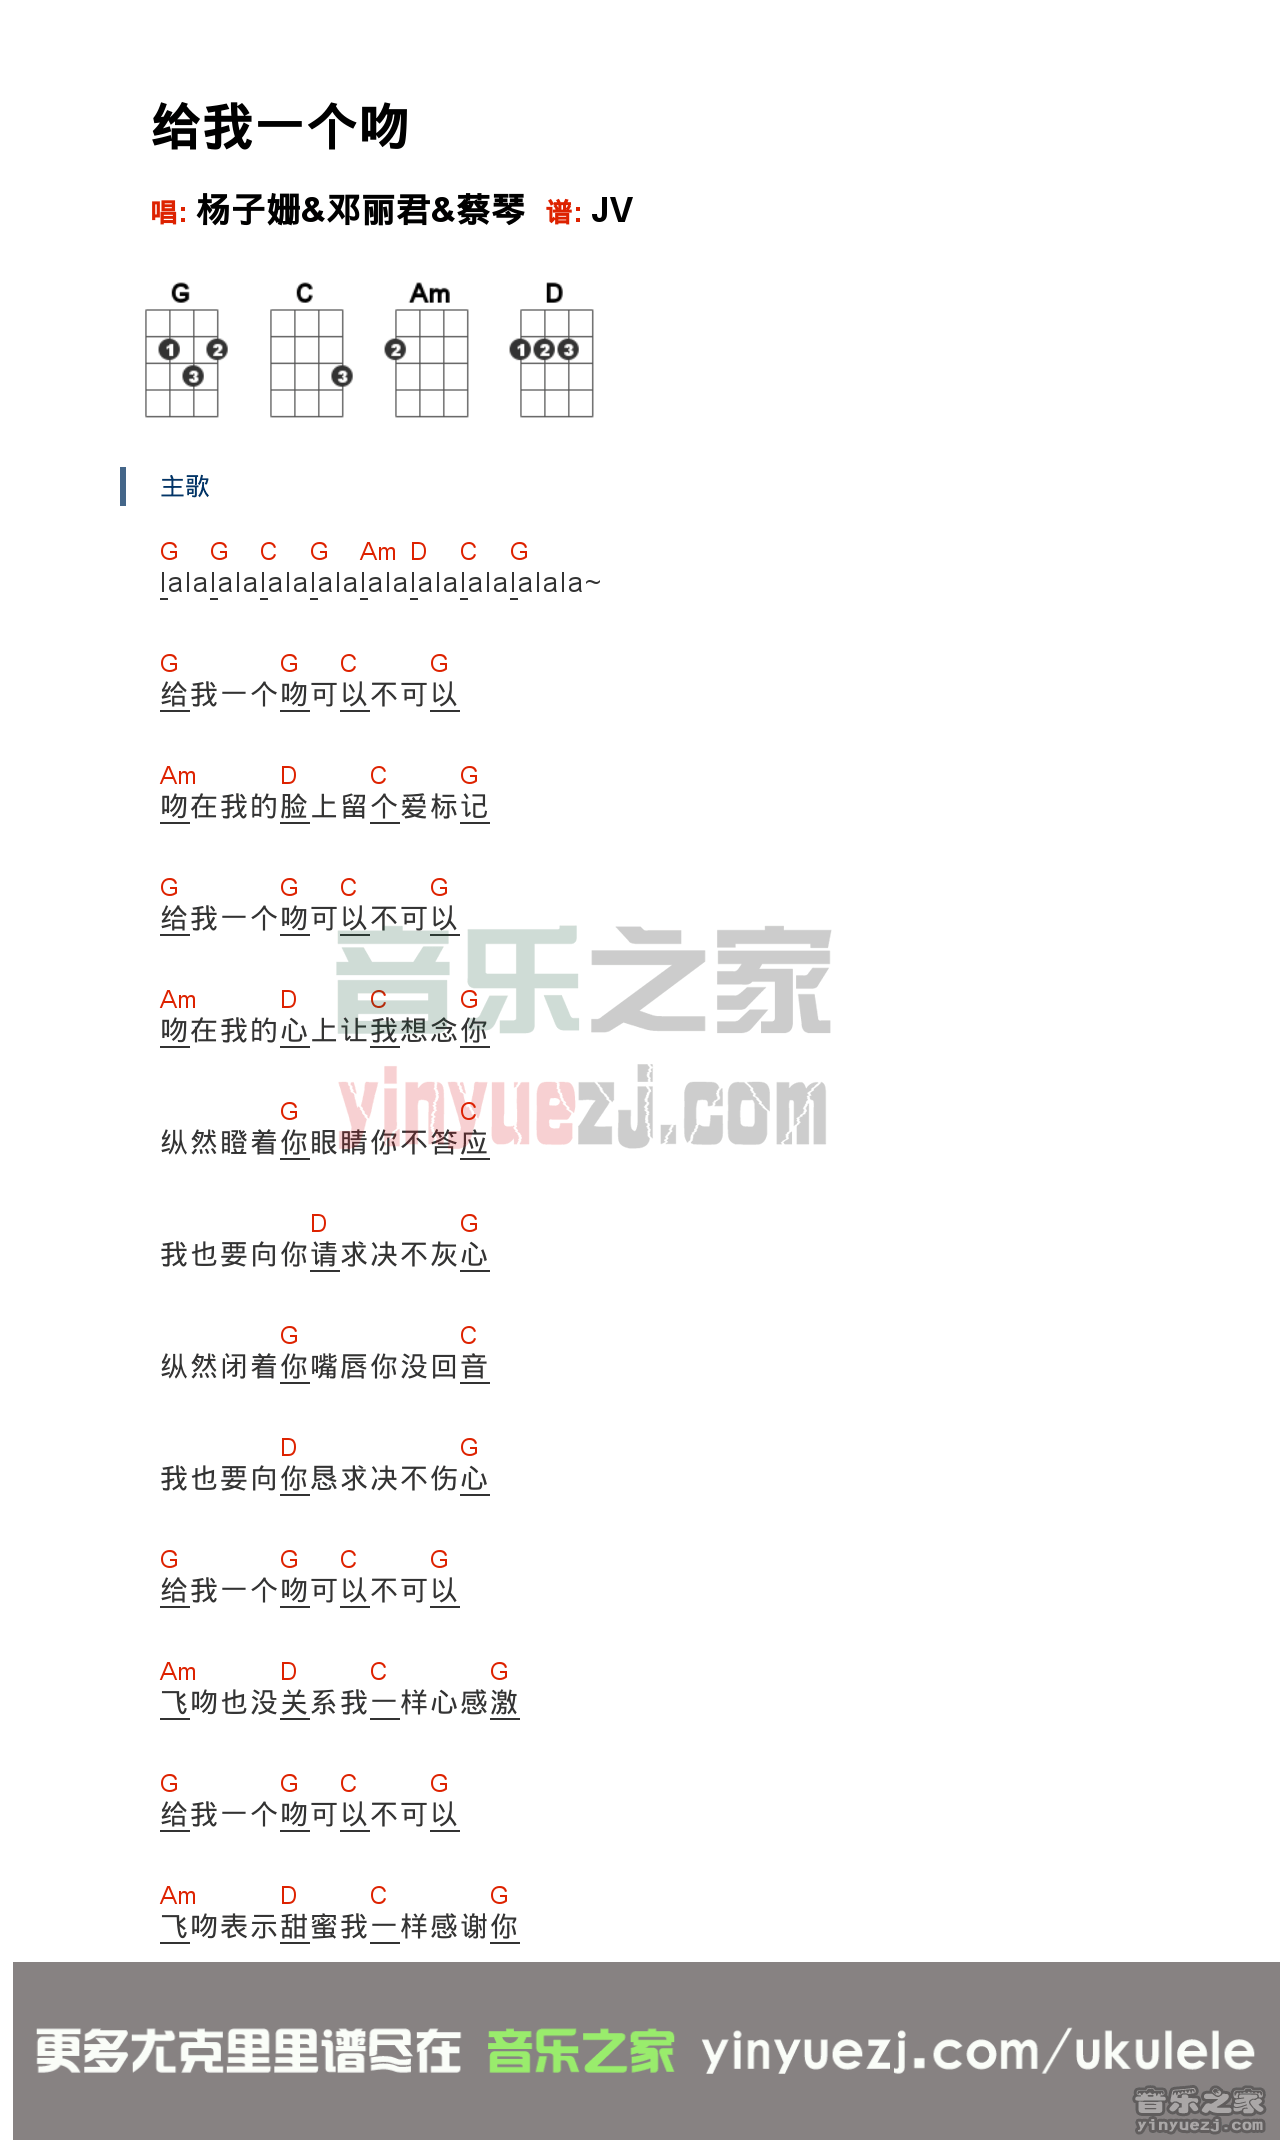 给我一个吻
唱: 杨子姗&邓丽君&蔡琴 谱: JV
G C Am D
1 2 3 3 2 1 2 3
主歌
G G C G Am D C G
lalalalalalalalalalalalalalalalala~
G G C G
给我一个吻可以不可以
Am D C G
吻在我的脸上留个爱标记
G G C G
给我一个吻可以不可以
Am D C G
吻在我的心上让我想念你
G C
纵然瞪着你眼睛你不答应
D G
我也要向你请求决不灰心
G C
纵然闭着你嘴唇你没回音
D G
我也要向你恳求决不伤心
G G C G
给我一个吻可以不可以
Am D C G
飞吻也没关系我一样心感激
G G C G
给我一个吻可以不可以
Am D C G
飞吻表示甜蜜我一样感谢你
音乐之家
yinyuezj.com
更多尤克里里谱尽在 音乐之家 yinyuezj.com/ukulele
音乐之家
yinyuezj.com